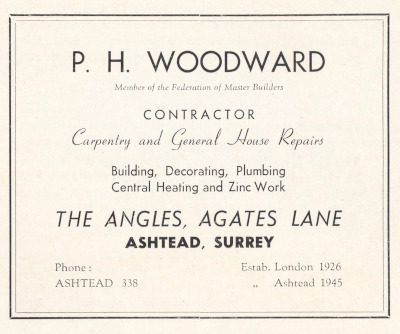 P. H. WOODWARD
Member of the Federation of Master Builders
CONTRACTOR
Carpentry and General House Repairs
Building, Decorating, Plumbing
Central Heating and Zinc Work
THE ANGLES, AGATES LANE
ASHTEAD, SURREY
Phone: Estab. London 1926
ASHTEAD 338 „ Ashtead 1945